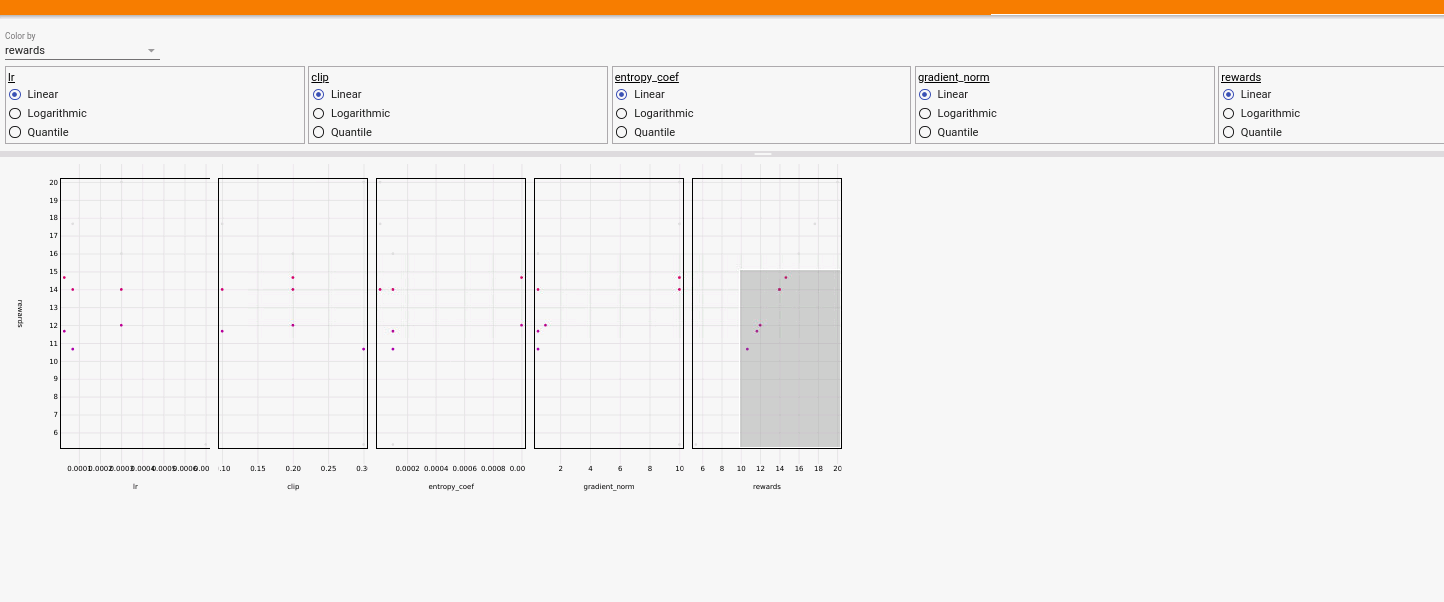 Color by
rewards
lr clip entropy_coef gradient_norm rewards
Linear Linear Linear Linear Linear
Logarithmic Logarithmic Logarithmic Logarithmic Logarithmic
Quantile Quantile Quantile Quantile Quantile
20
19
18
17
16
15
14
13
12
11
10
9
8
7
6
rewards
0.0001 0.0002 0.0003 0.0004 0.0005 0.0006 0.00 .10 0.15 0.20 0.25 0.3 0.0002 0.0004 0.0006 0.0008 0.00 2 4 6 8 10 6 8 10 12 14 16 18 20
lr clip entropy_coef gradient_norm rewards